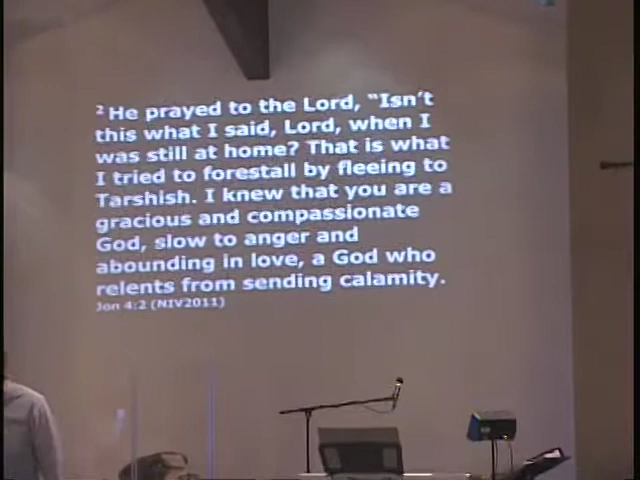 ² He prayed to the Lord, “Isn’t
this what I said, Lord, when I
was still at home? That is what
I tried to forestall by fleeing to
Tarshish. I knew that you are a
gracious and compassionate
God, slow to anger and
abounding in love, a God who
relents from sending calamity.
Jon 4:2 (NIV2011)